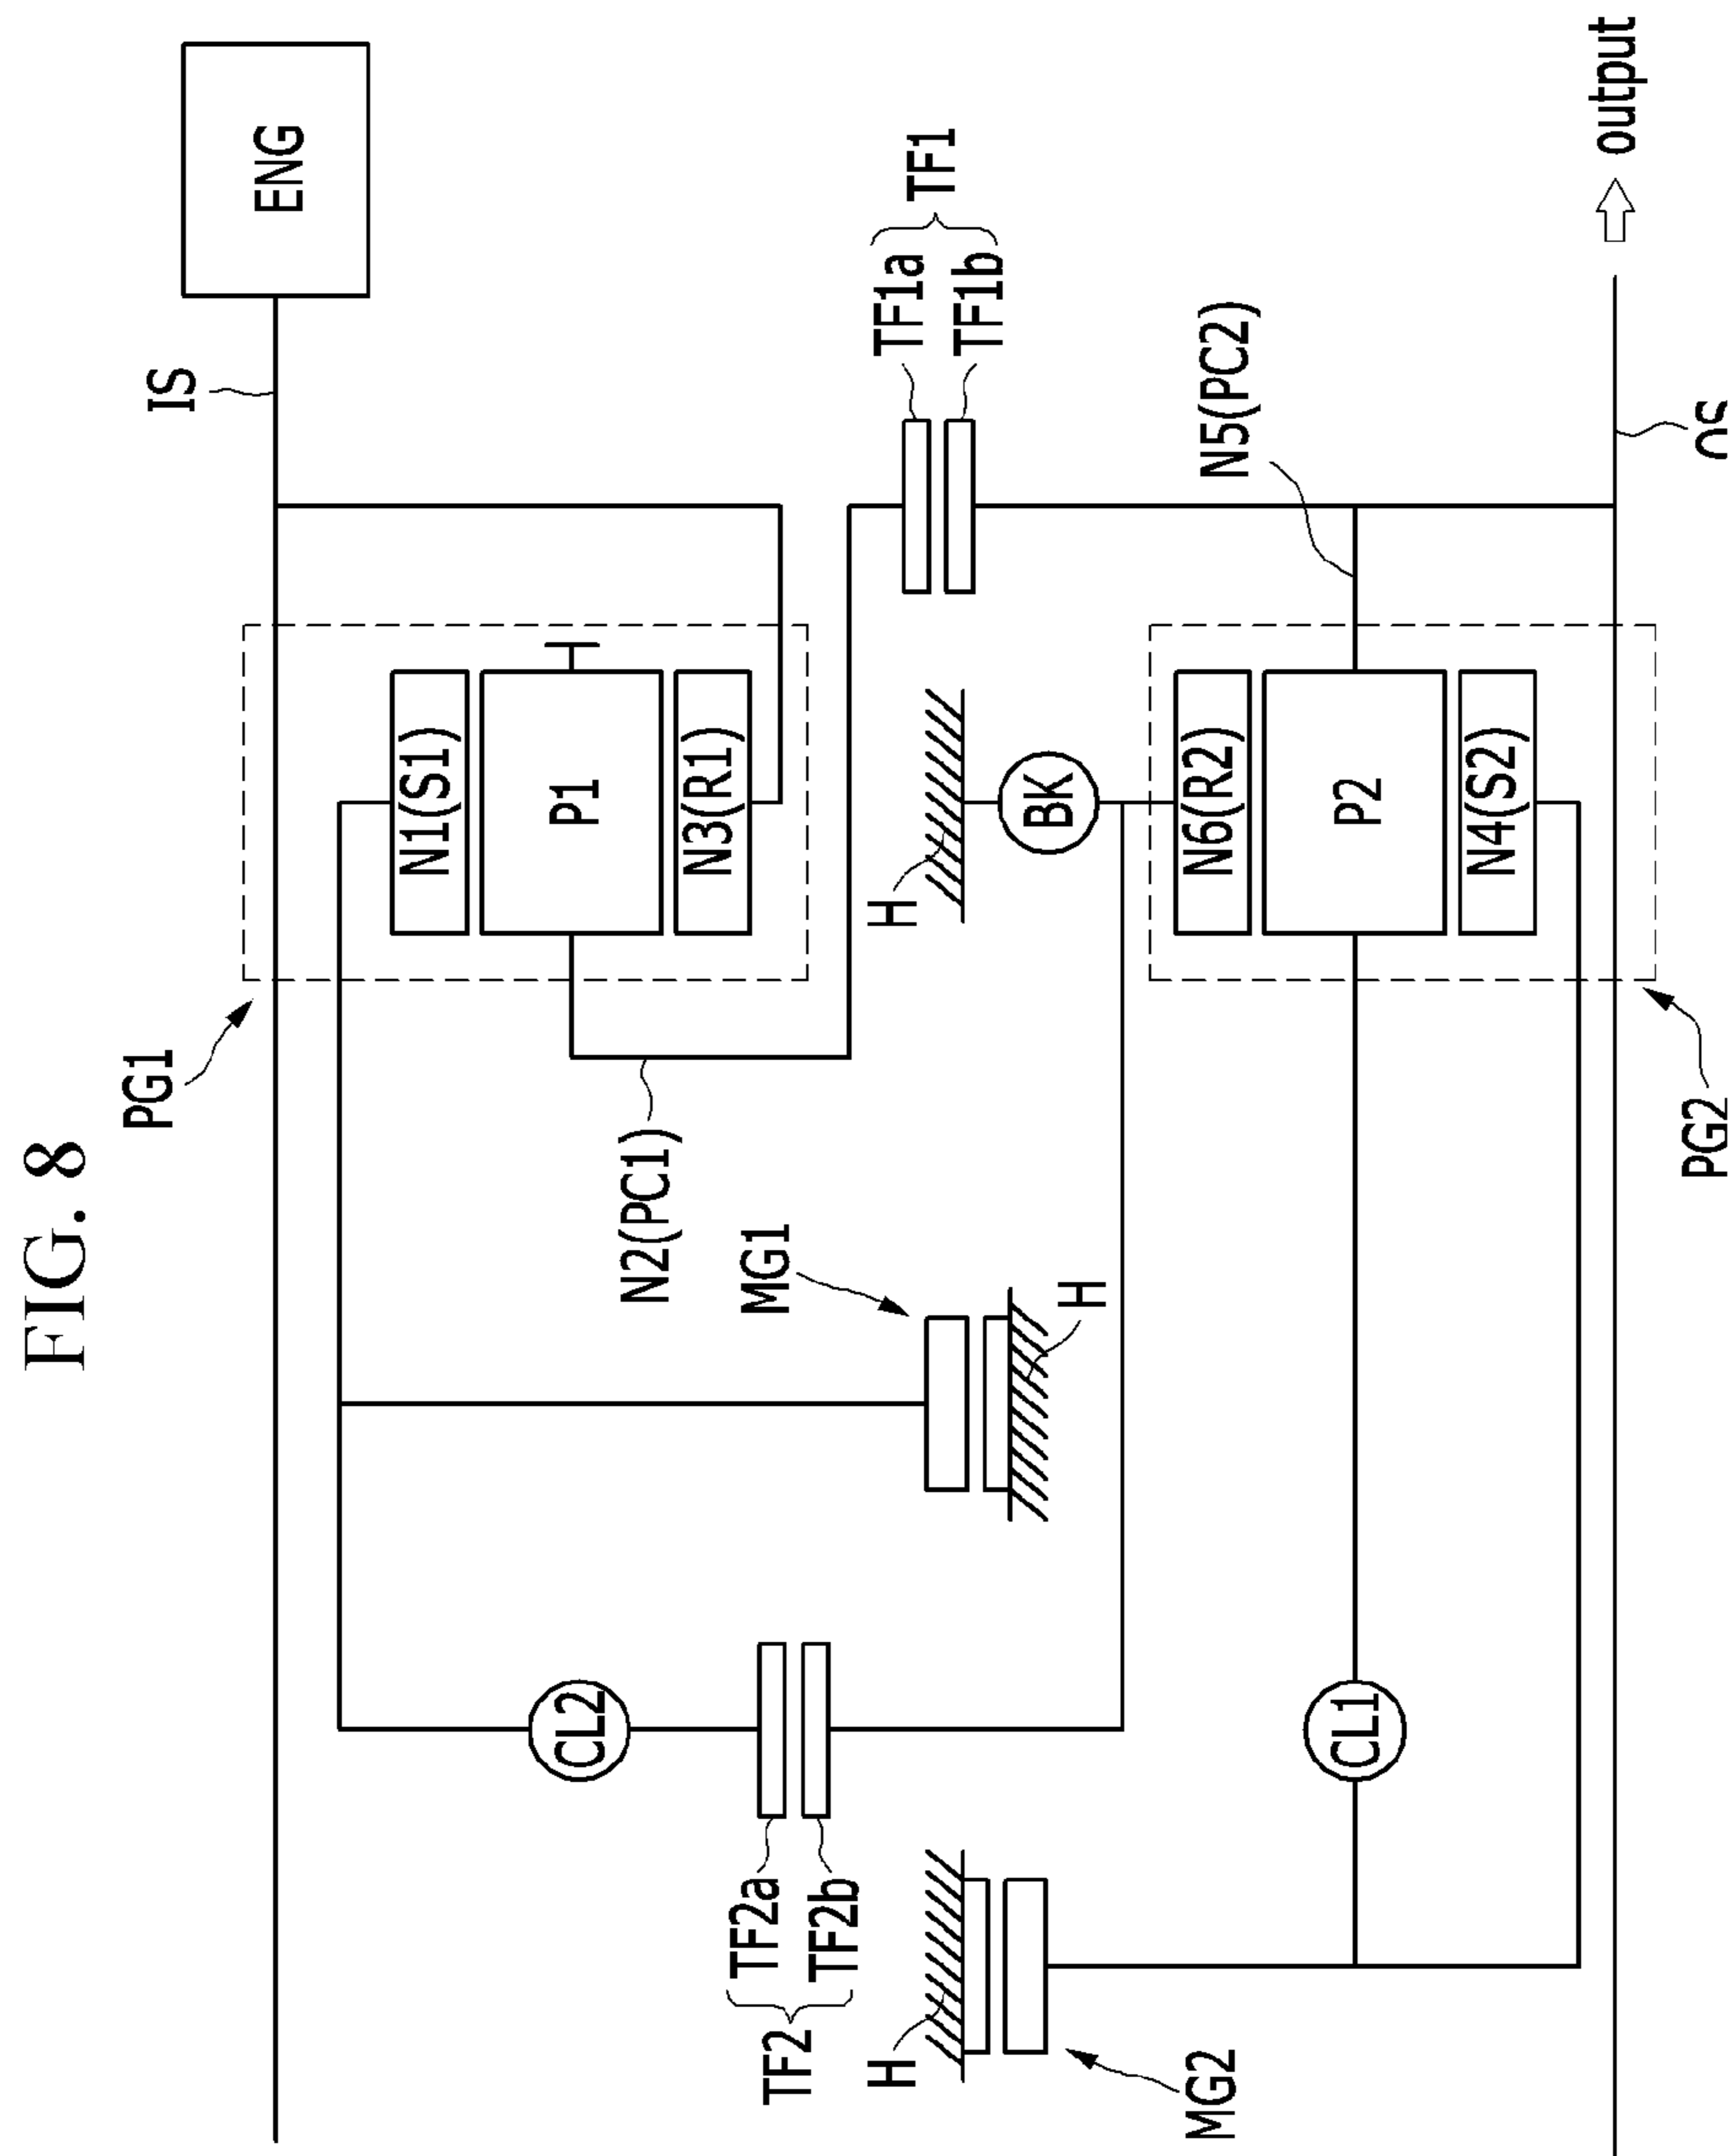 FIG. 8
PG1
IS
ENG
N1(S1)
CL2
P1
N2(PC1)
N3(R1)
TF2a
TF2b
TF2
MG1
H
H
H
TF1a
TF1b
TF1
BK
MG2
N6(R2)
N5(PC2)
CL1
P2
N4(S2)
output
PG2
OS